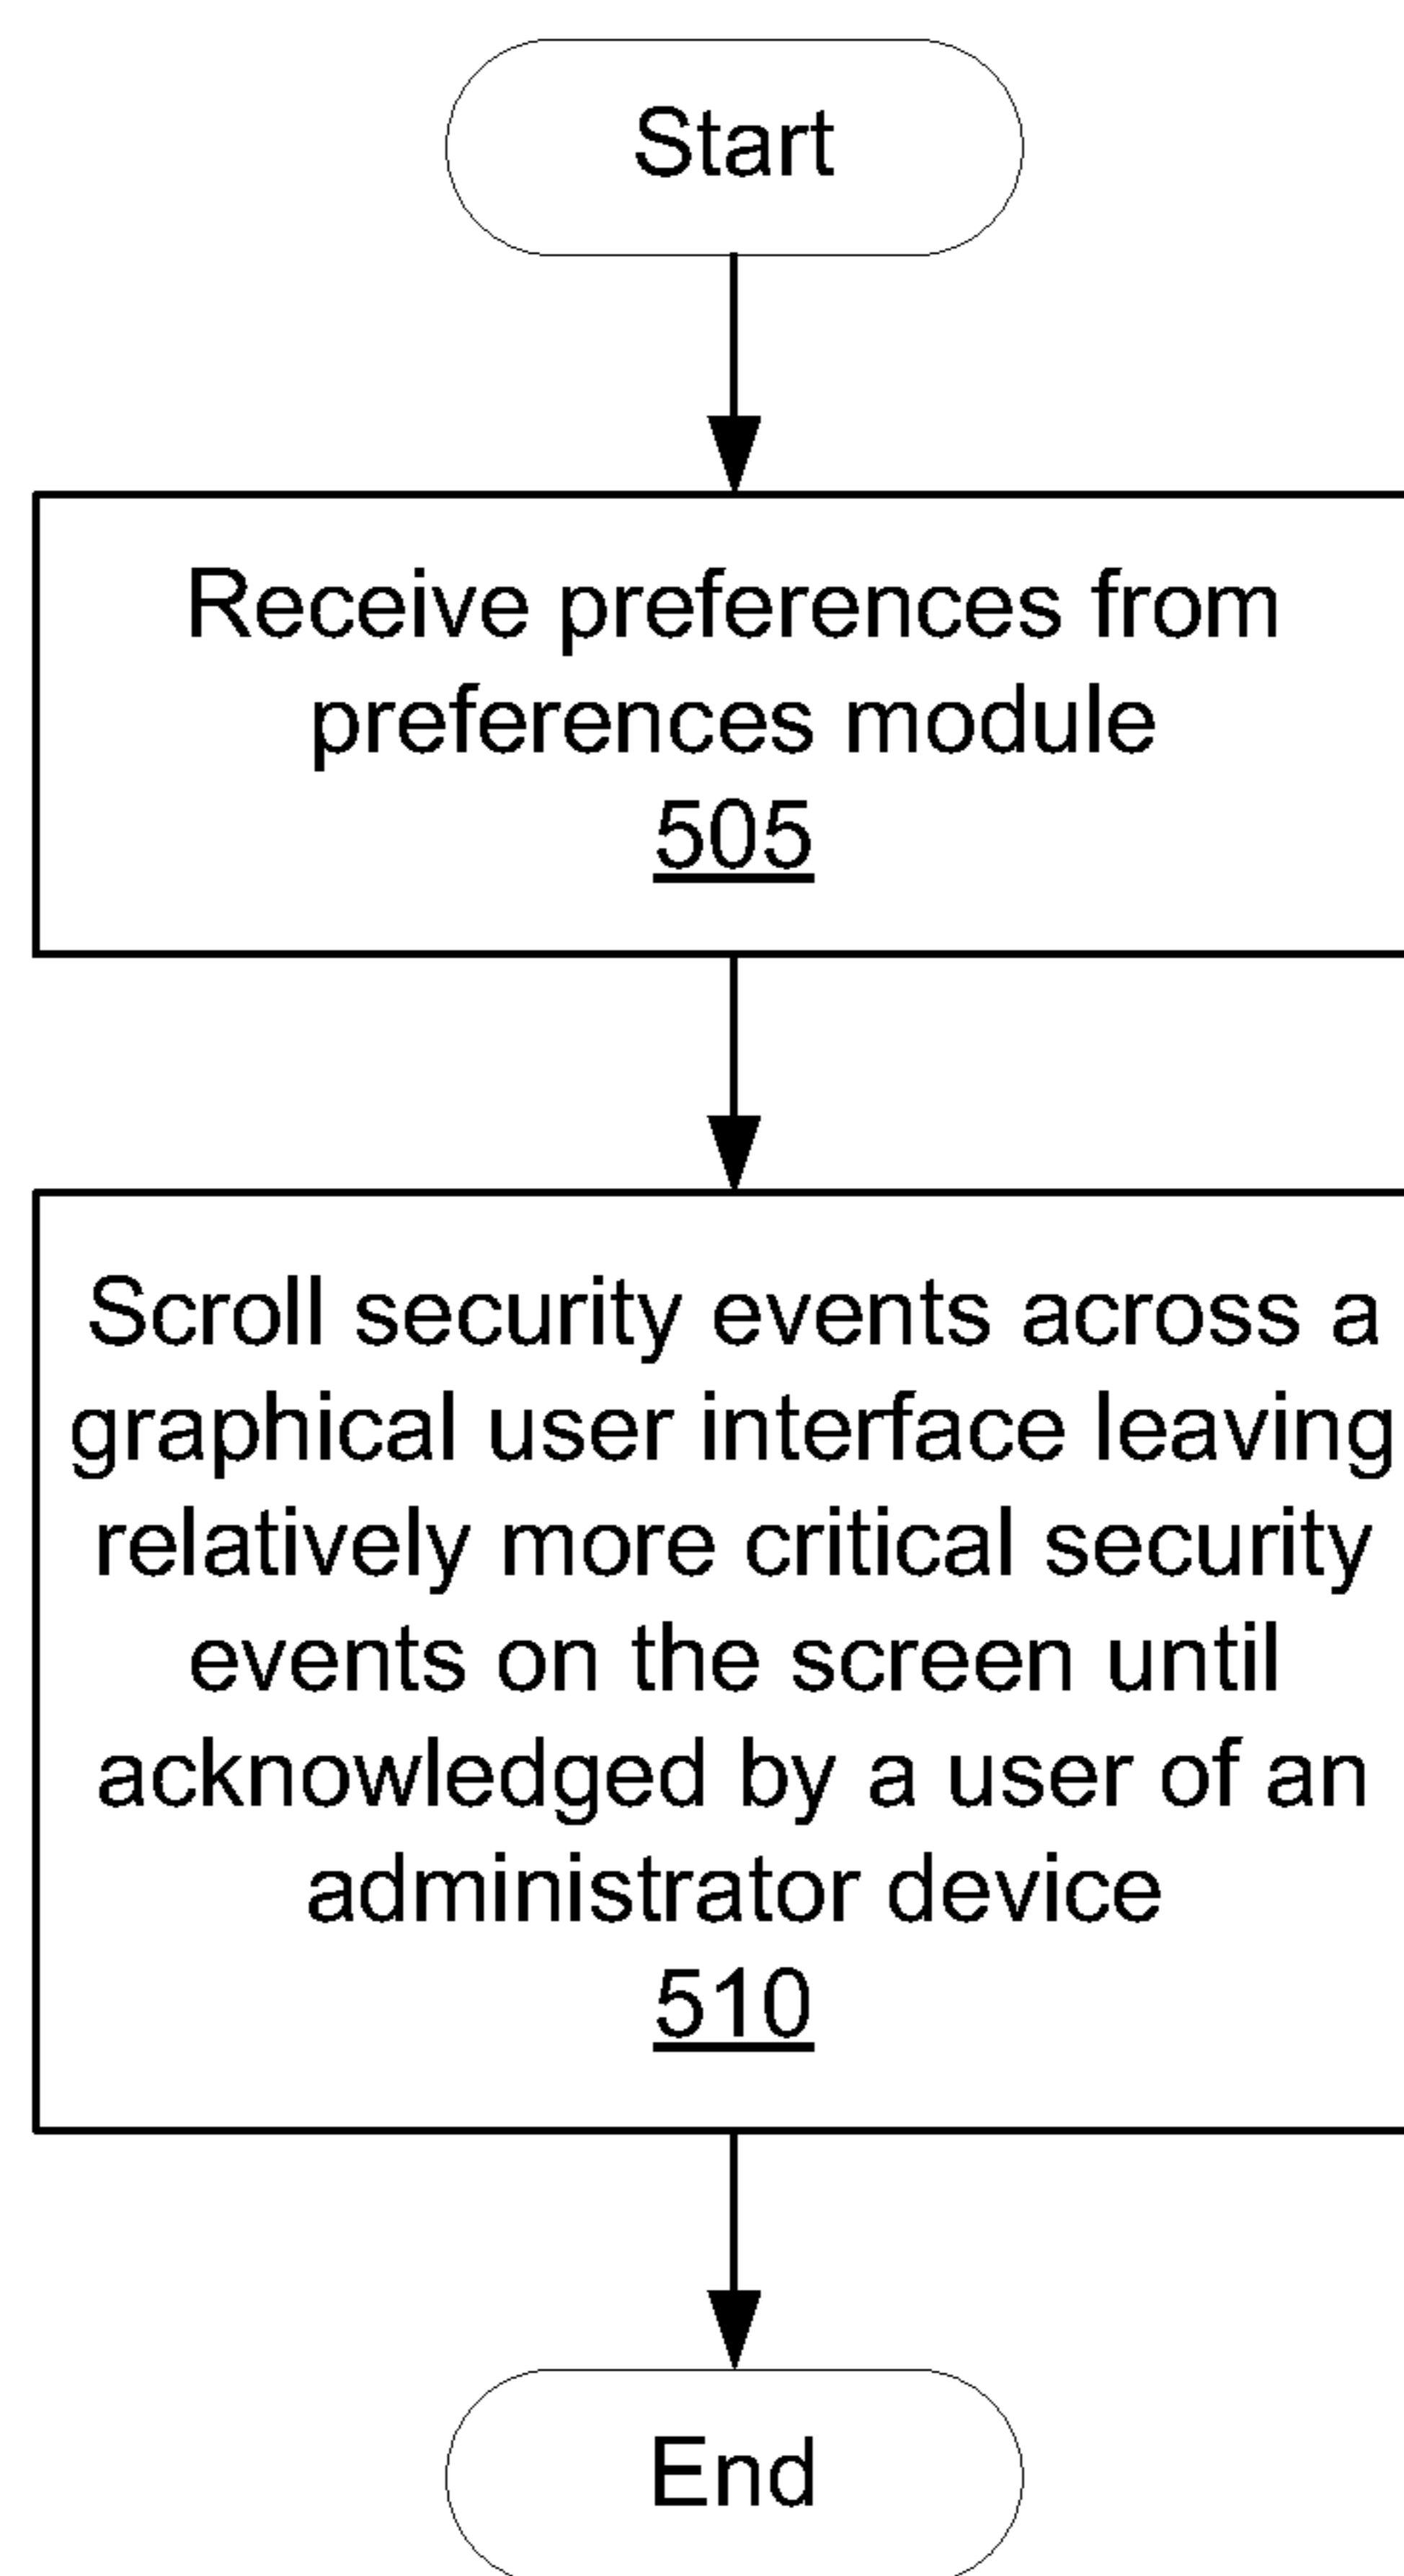 Start
Receive preferences from
preferences module
505
Scroll security events across a
graphical user interface leaving
relatively more critical security
events on the screen until
acknowledged by a user of an
administrator device
510
End